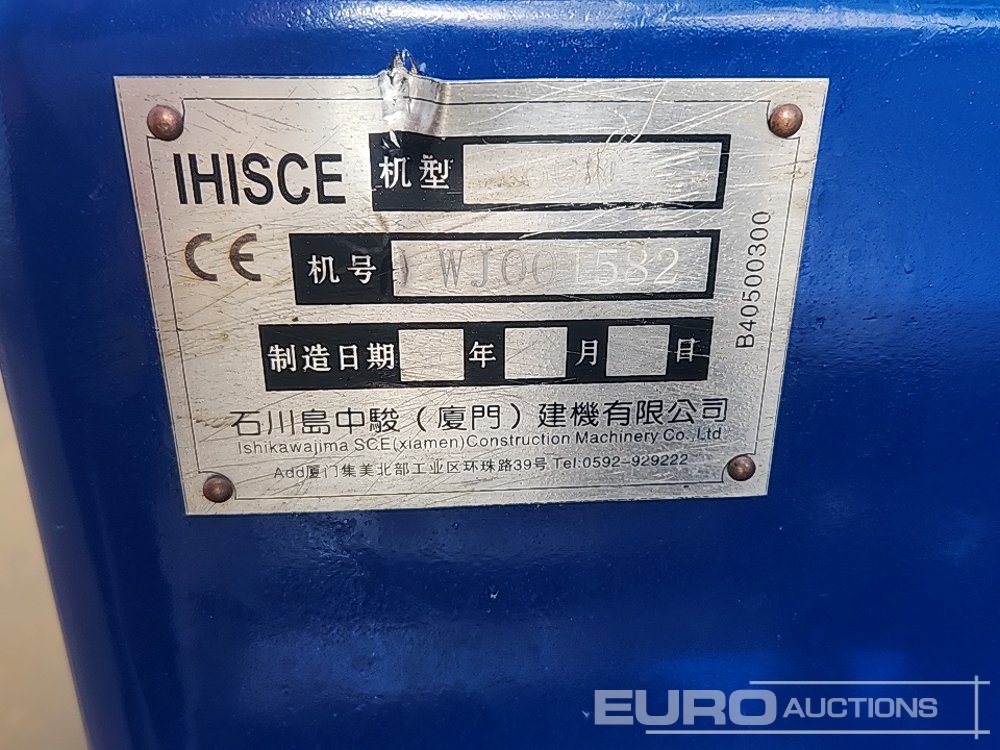 IHISCE 机型
CE 机号 WJ001582
制造日期 年 月 日
石川島中駿（廈門）建機有限公司
Ishikawajima SCE(xiamen)Construction Machinery Co.,Ltd
Add厦门集美北部工业区环珠路39号 Tel:0592-929222
B40500300
EURO AUCTIONS